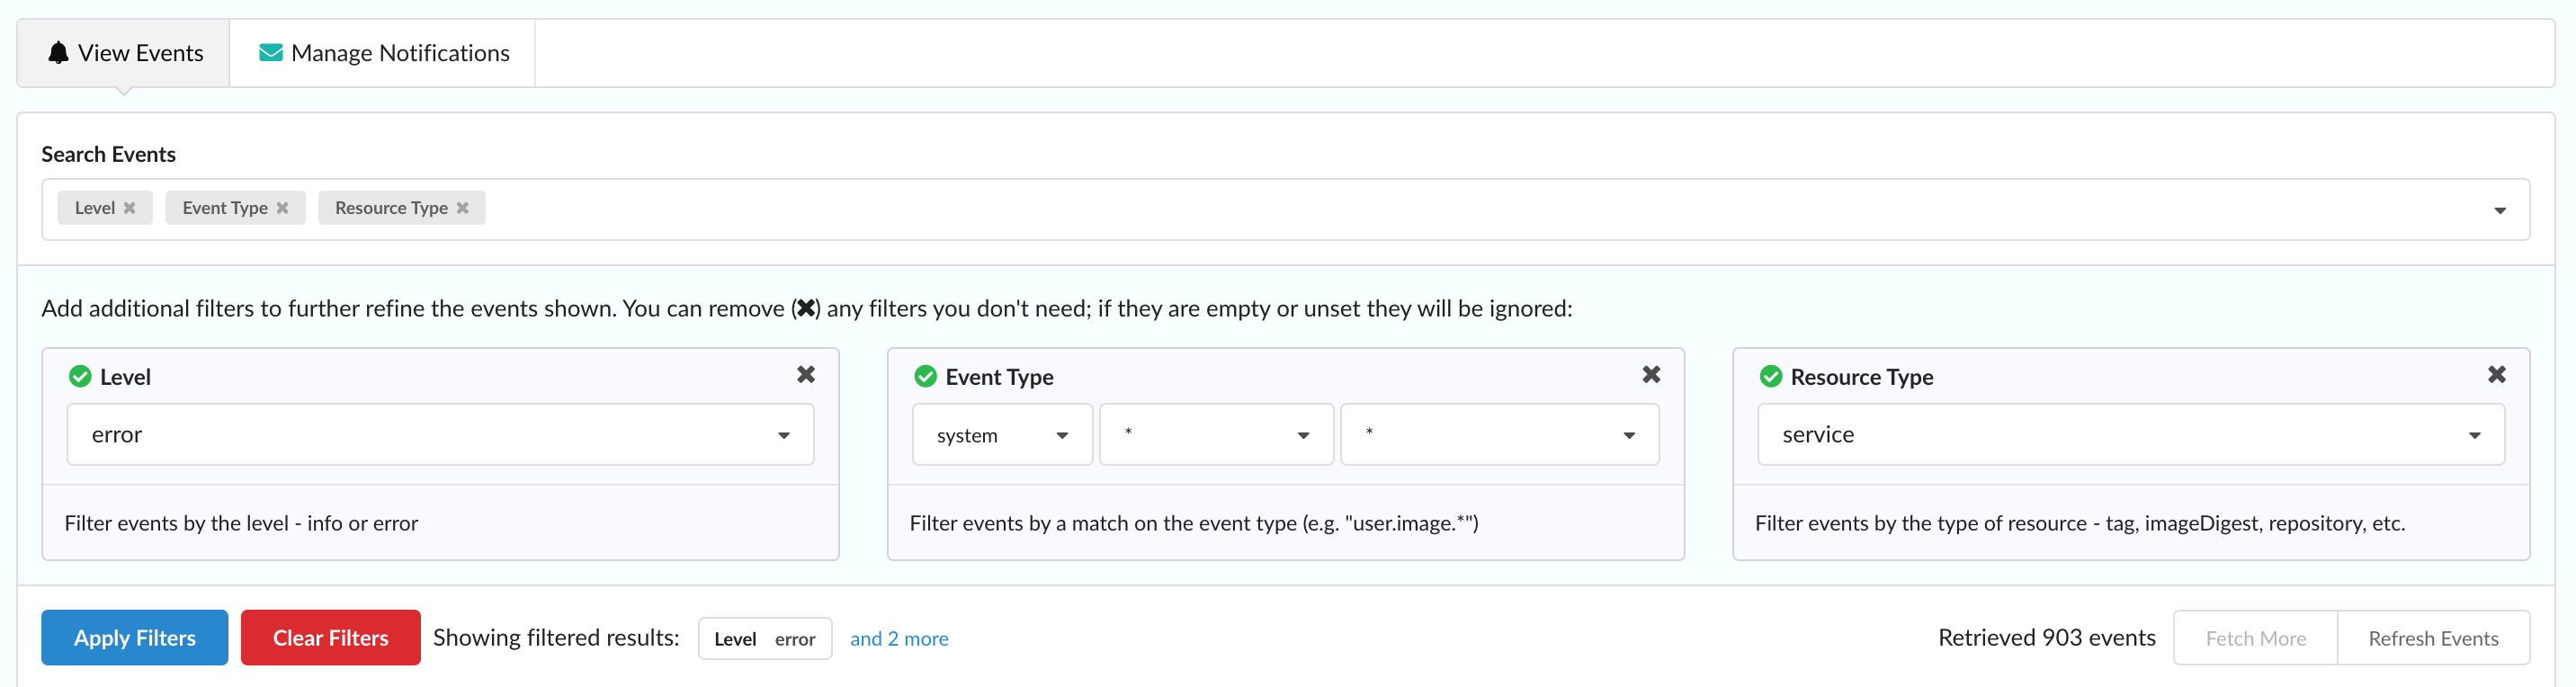 View Events Manage Notifications
Search Events
Level Event Type Resource Type
Add additional filters to further refine the events shown. You can remove (✖) any filters you don't need; if they are empty or unset they will be ignored:
Level Event Type Resource Type
error system * * service
Filter events by the level - info or error Filter events by a match on the event type (e.g. "user.image.*") Filter events by the type of resource - tag, imageDigest, repository, etc.
Apply Filters Clear Filters Showing filtered results: Level error and 2 more Retrieved 903 events Fetch More Refresh Events